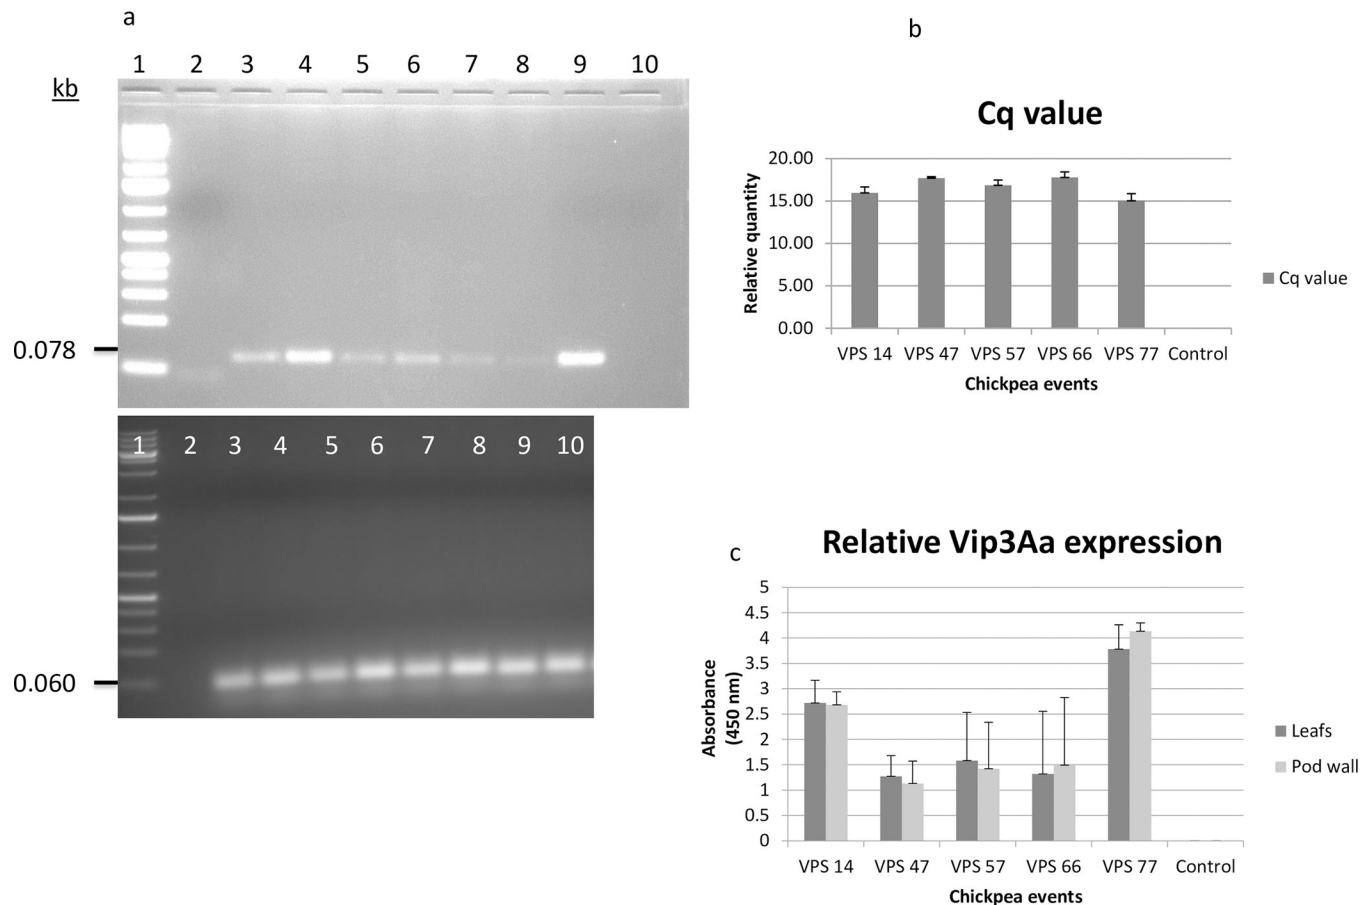 a
kb
1 2 3 4 5 6 7 8 9 10
0.078
1 2 3 4 5 6 7 8 9 10
0.060
b
Cq value
Relative quantity
20.00
15.00
10.00
5.00
0.00
VPS 14 VPS 47 VPS 57 VPS 66 VPS 77 Control
Chickpea events
Cq value
c
Relative Vip3Aa expression
Absorbance
(450 nm)
5
4.5
4
3.5
3
2.5
2
1.5
1
0.5
0
VPS 14 VPS 47 VPS 57 VPS 66 VPS 77 Control
Chickpea events
Leafs
Pod wall